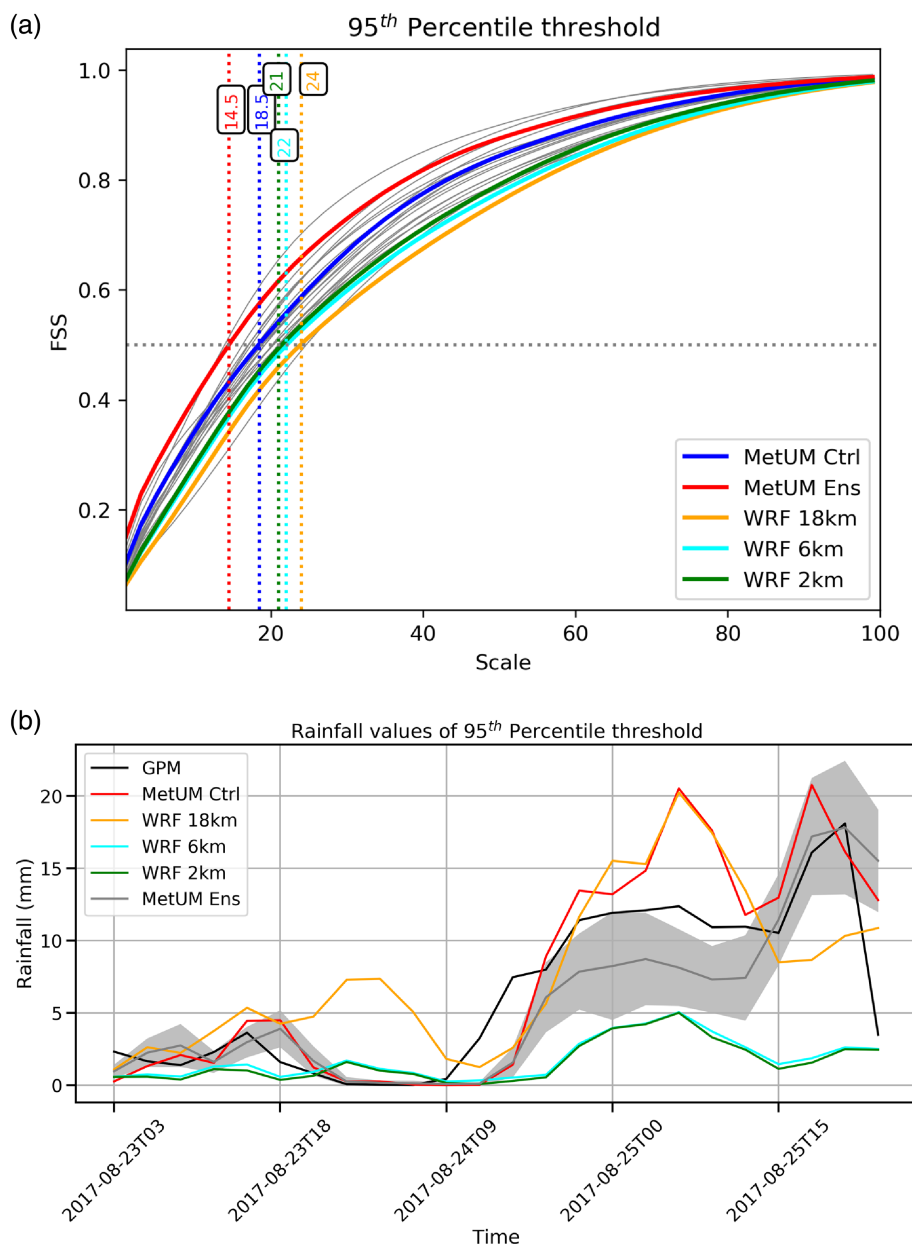 (a)
95th Percentile threshold
1.0
0.8
0.6
0.4
0.2
FSS
14.5
18.5
21
22
24
MetUM Ctrl
MetUM Ens
WRF 18km
WRF 6km
WRF 2km
20
40
60
80
100
Scale
(b)
Rainfall values of 95th Percentile threshold
GPM
MetUM Ctrl
WRF 18km
WRF 6km
WRF 2km
MetUM Ens
20
15
10
5
0
Rainfall (mm)
2017-08-23T03
2017-08-23T18
2017-08-24T09
2017-08-25T00
2017-08-25T15
Time